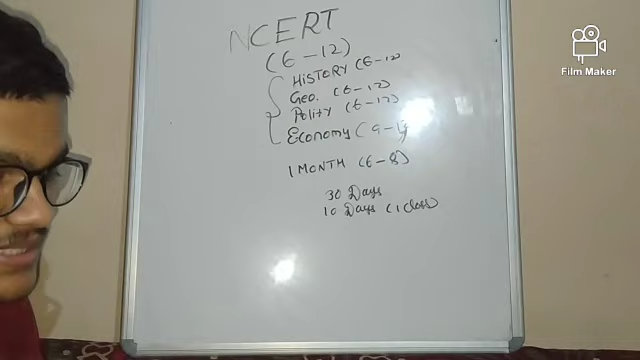 NCERT
(6-12)
HISTORY (6-12
Geo. (6-12)
Polity (6-12)
Economy (9-12)
1 MONTH (6-8)
30 Days
10 Days (1 Class)
Film Maker